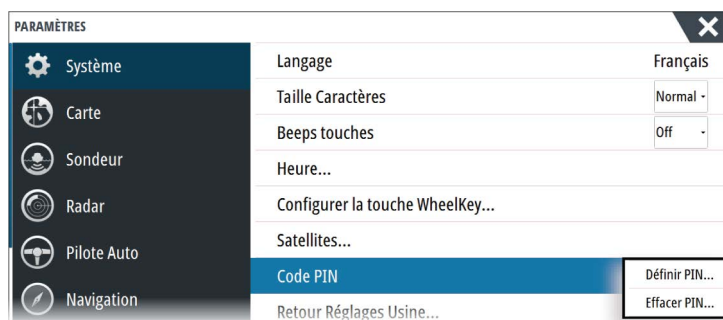 PARAMÈTRES
Système
Carte
Sondeur
Radar
Pilote Auto
Navigation
Langage Français
Taille Caractères Normal
Beeps touches Off
Heure...
Configurer la touche WheelKey...
Satellites...
Code PIN
Définir PIN...
Effacer PIN...
Retour Réglages Usine...